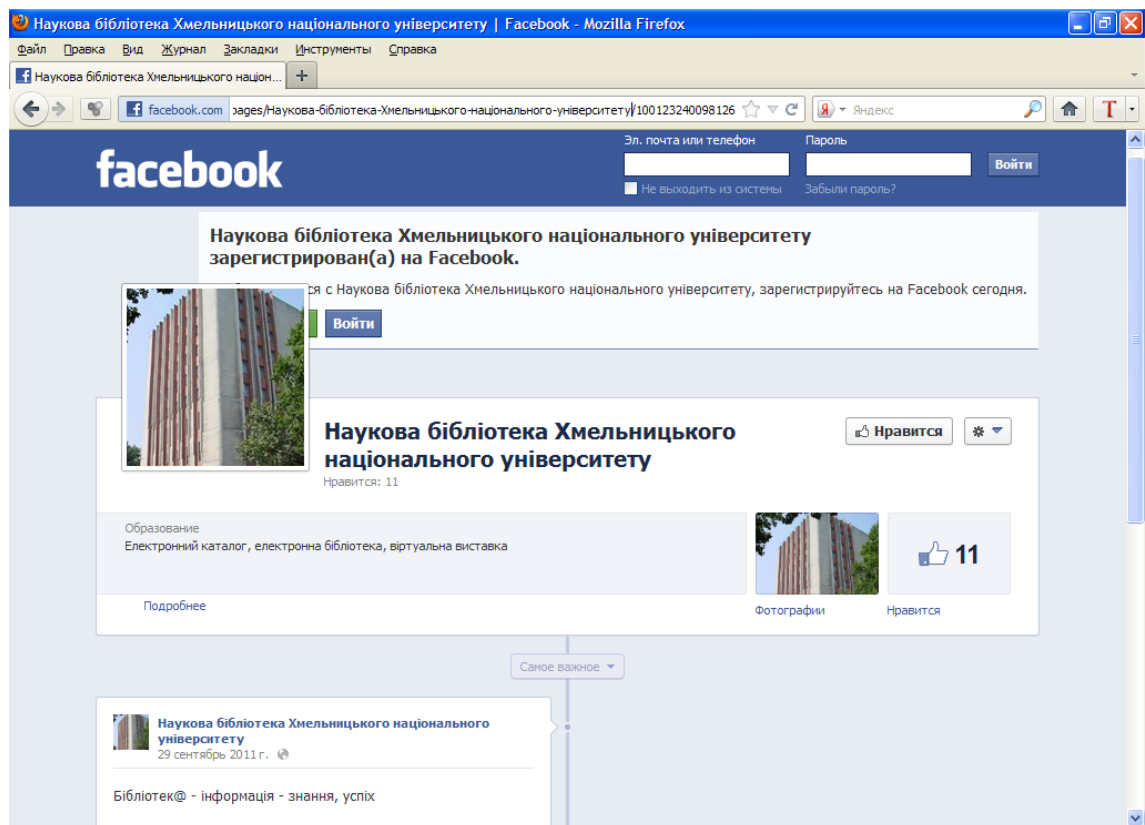 Наукова бібліотека Хмельницького національного університету | Facebook - Mozilla Firefox
Файл Правка Вид Журнал Закладки Инструменты Справка
Наукова бібліотека Хмельницького націон...
facebook.com pages/Наукова-бібліотека-Хмельницького-національного-університету/100123240098126
Яндекс
facebook
Эл. почта или телефон
Пароль
Войти
Не выходить из системы
Забыли пароль?
Наукова бібліотека Хмельницького національного університету
зарегистрирован(а) на Facebook.
ся с Наукова бібліотека Хмельницького національного університету, зарегистрируйтесь на Facebook сегодня.
Войти
Наукова бібліотека Хмельницького
національного університету
Нравится: 11
Нравится
Образование
Електронний каталог, електронна бібліотека, віртуальна виставка
11
Подробнее
Фотографии
Нравится
Самое важное
Наукова бібліотека Хмельницького національного
університету
29 сентябрь 2011 г.
Бібліотек@ - інформація - знання, успіх